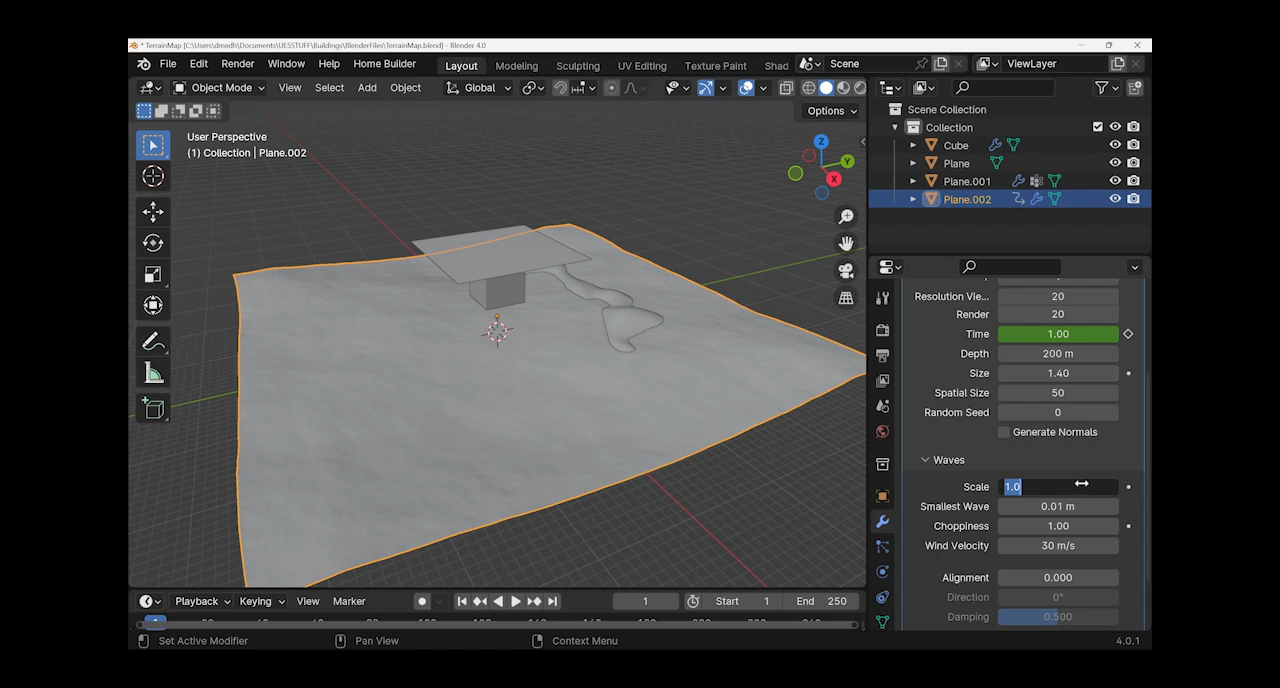 * TerrainMap [C:\Users\dmedh\Documents\UE5STUFF\Buildings\BlenderFiles\TerrainMap.blend] - Blender 4.0
File Edit Render Window Help Home Builder Layout Modeling Sculpting UV Editing Texture Paint Shad Scene ViewLayer
Object Mode View Select Add Object Global
Options
User Perspective
(1) Collection | Plane.002
Z
Y
X
Scene Collection
Collection
Cube
Plane
Plane.001
Plane.002
Resolution Vie... 20
Render 20
Time 1.00
Depth 200 m
Size 1.40
Spatial Size 50
Random Seed 0
Generate Normals
Waves
Scale 1.0
Smallest Wave 0.01 m
Choppiness 1.00
Wind Velocity 30 m/s
Alignment 0.000
Direction 0°
Damping 0.500
Playback Keying View Marker 1 Start 1 End 250
Set Active Modifier Pan View Context Menu 4.0.1